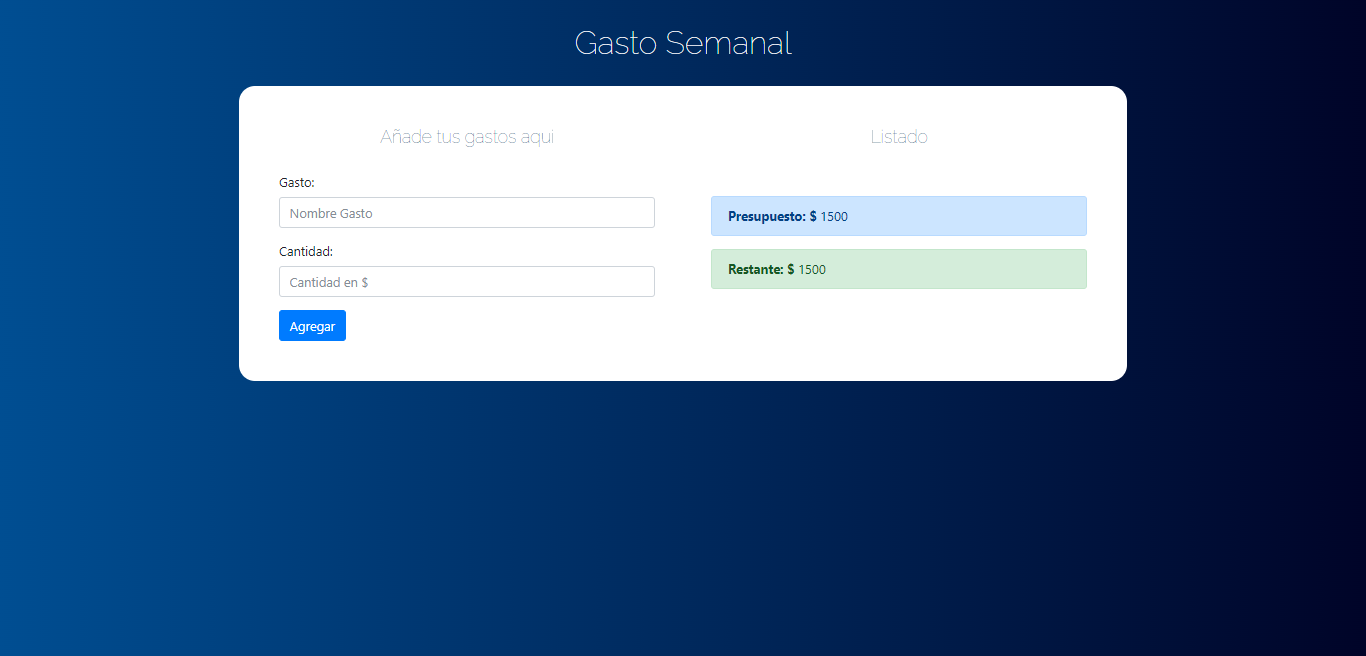 Gasto Semanal
Añade tus gastos aqui
Gasto:
Nombre Gasto
Cantidad:
Cantidad en $
Agregar
Listado
Presupuesto: $ 1500
Restante: $ 1500